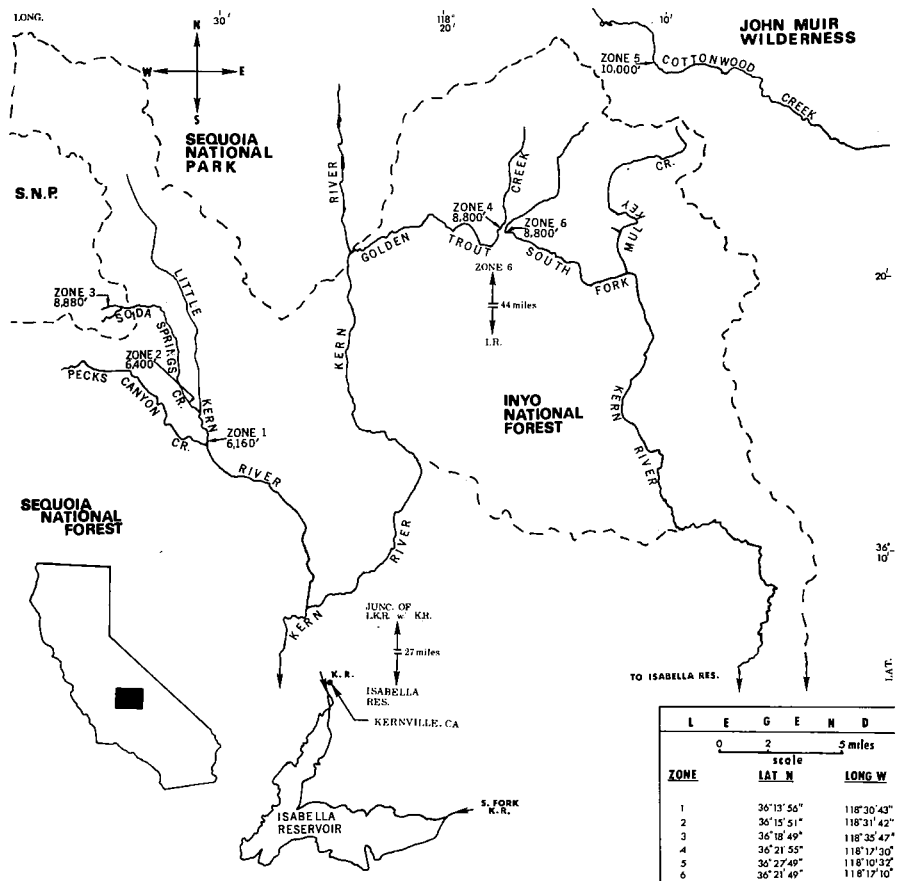 LONG.
30'
118°
20'
10'
N
W
E
S
JOHN MUIR
WILDERNESS
ZONE 5
10,000'
COTTONWOOD
CREEK
SEQUOIA
NATIONAL
PARK
S.N.P.
RIVER
CREEK
CR.
MULKEY
ZONE 4
8,800'
ZONE 6
8,800'
GOLDEN
TROUT
SOUTH
FORK
ZONE 6
44 miles
I.R.
20'
LITTLE
ZONE 3
8,880'
SODA
SPRINGS
CR.
ZONE 2
6,400'
PECKS
CANYON
CR.
KERN
KERN
KERN
INYO
NATIONAL
FOREST
ZONE 1
6,160'
RIVER
RIVER
RIVER
SEQUOIA
NATIONAL
FOREST
36°
10'
KERN
JUNC. OF
L.K.R. w K.R.
27 miles
ISABELLA
RES.
K.R.
KERNVILLE, CA
TO ISABELLA RES.
LAT.
S. FORK
K.R.
ISABELLA
RESERVOIR
LEGEND
0 2 5 miles
scale
ZONE LAT N LONG W
1 36°13'56" 118°30'43"
2 36°15'51" 118°31'42"
3 36°18'49" 118°35'47"
4 36°21'55" 118°17'30"
5 36°27'49" 118°10'32"
6 36°21'49" 118°17'10"